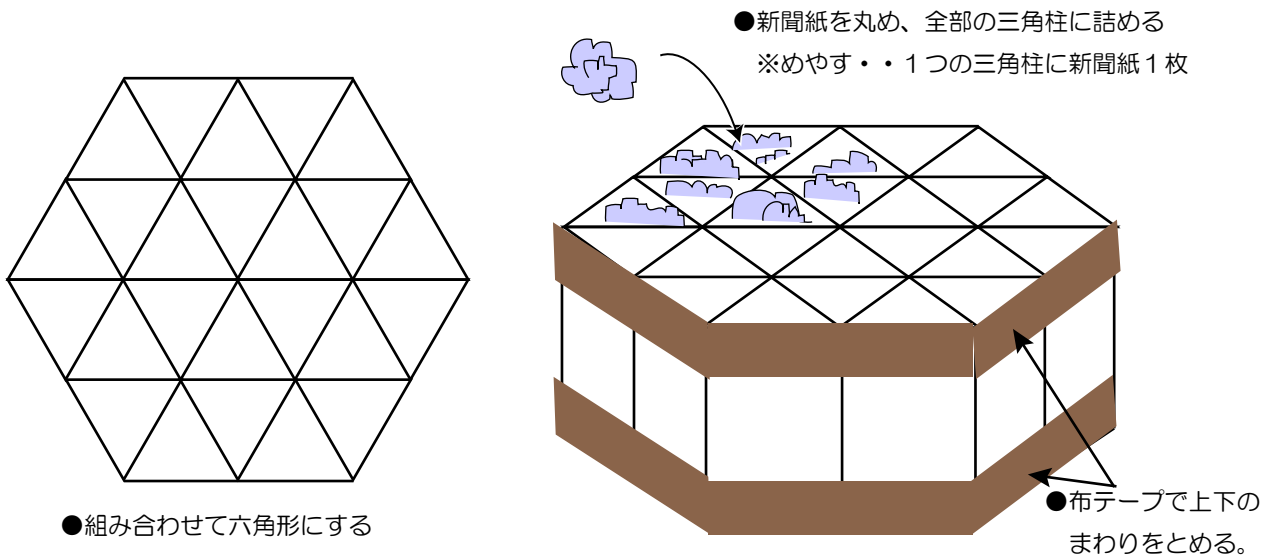 ●新聞紙を丸め、全部の三角柱に詰める
※めやす・・１つの三角柱に新聞紙１枚
●組み合わせて六角形にする
●布テープで上下の
まわりをとめる。